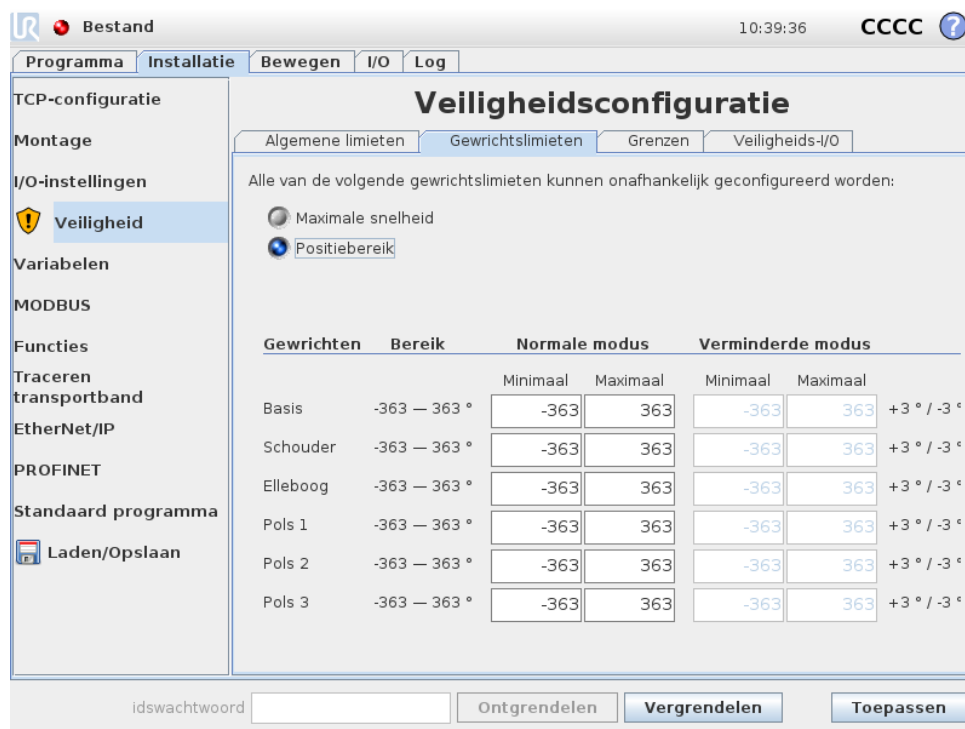 UR Bestand 10:39:36 CCCC ?
Programma Installatie Bewegen I/O Log
TCP-configuratie
Montage
I/O-instellingen
Veiligheid
Variabelen
MODBUS
Functies
Traceren
transportband
EtherNet/IP
PROFINET
Standaard programma
Laden/Opslaan
Veiligheidsconfiguratie
Algemene limieten Gewrichtslimieten Grenzen Veiligheids-I/O
Alle van de volgende gewrichtslimieten kunnen onafhankelijk geconfigureerd worden:
Maximale snelheid
Positiebereik
Gewrichten Bereik Normale modus Verminderde modus
Minimaal Maximaal Minimaal Maximaal
Basis -363 — 363 ° -363 363 -363 363 +3 ° / -3 °
Schouder -363 — 363 ° -363 363 -363 363 +3 ° / -3 °
Elleboog -363 — 363 ° -363 363 -363 363 +3 ° / -3 °
Pols 1 -363 — 363 ° -363 363 -363 363 +3 ° / -3 °
Pols 2 -363 — 363 ° -363 363 -363 363 +3 ° / -3 °
Pols 3 -363 — 363 ° -363 363 -363 363 +3 ° / -3 °
idswachtwoord Ontgrendelen Vergrendelen Toepassen